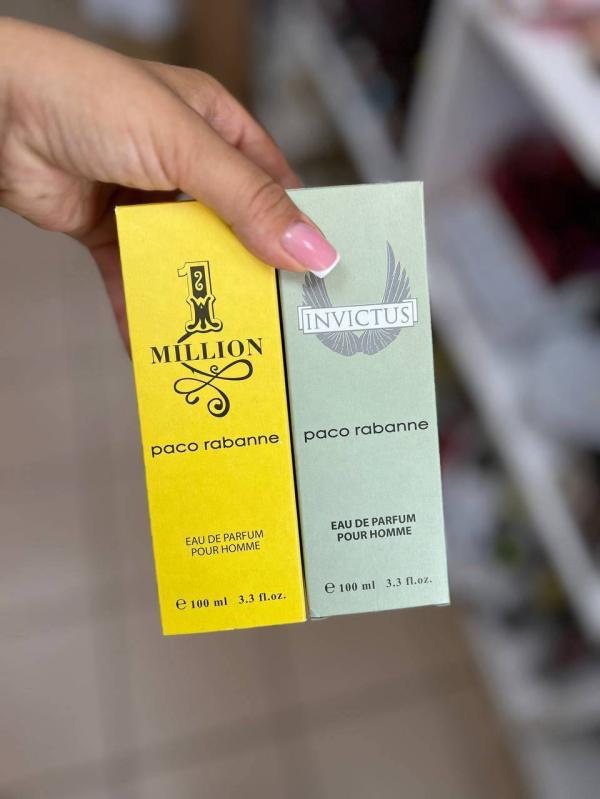 1
MILLION
paco rabanne
EAU DE PARFUM
POUR HOMME
℮ 100 ml 3.3 fl.oz.
INVICTUS
paco rabanne
EAU DE PARFUM
POUR HOMME
℮ 100 ml 3.3 fl.oz.